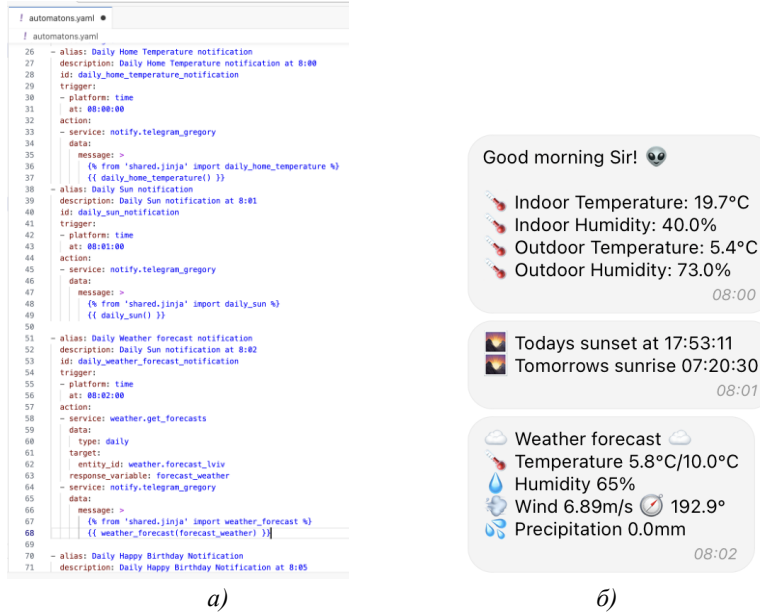 ! automatons.yaml ●
! automatons.yaml
26 - alias: Daily Home Temperature notification
27 description: Daily Home Temperature notification at 8:00
28 id: daily_home_temperature_notification
29 trigger:
30 - platform: time
31 at: 08:00:00
32 action:
33 - service: notify.telegram_gregory
34 data:
35 message: >
36 {% from 'shared.jinja' import daily_home_temperature %}
37 {{ daily_home_temperature() }}
38 - alias: Daily Sun notification
39 description: Daily Sun notification at 8:01
40 id: daily_sun_notification
41 trigger:
42 - platform: time
43 at: 08:01:00
44 action:
45 - service: notify.telegram_gregory
46 data:
47 message: >
48 {% from 'shared.jinja' import daily_sun %}
49 {{ daily_sun() }}
50
51 - alias: Daily Weather forecast notification
52 description: Daily Sun notification at 8:02
53 id: daily_weather_forecast_notification
54 trigger:
55 - platform: time
56 at: 08:02:00
57 action:
58 - service: weather.get_forecasts
59 data:
60 type: daily
61 target:
62 entity_id: weather.forecast_lviv
63 response_variable: forecast_weather
64 - service: notify.telegram_gregory
65 data:
66 message: >
67 {% from 'shared.jinja' import weather_forecast %}
68 {{ weather_forecast(forecast_weather) }}
69
70 - alias: Daily Happy Birthday Notification
71 description: Daily Happy Birthday Notification at 8:05
а)
Good morning Sir! 👽
🌡️ Indoor Temperature: 19.7°C
🌡️ Indoor Humidity: 40.0%
🌡️ Outdoor Temperature: 5.4°C
🌡️ Outdoor Humidity: 73.0%
08:00
🌄 Todays sunset at 17:53:11
🌄 Tomorrows sunrise 07:20:30
08:01
☁️ Weather forecast ☁️
🌡️ Temperature 5.8°C/10.0°C
💧 Humidity 65%
💨 Wind 6.89m/s 🧭 192.9°
💦 Precipitation 0.0mm
08:02
б)